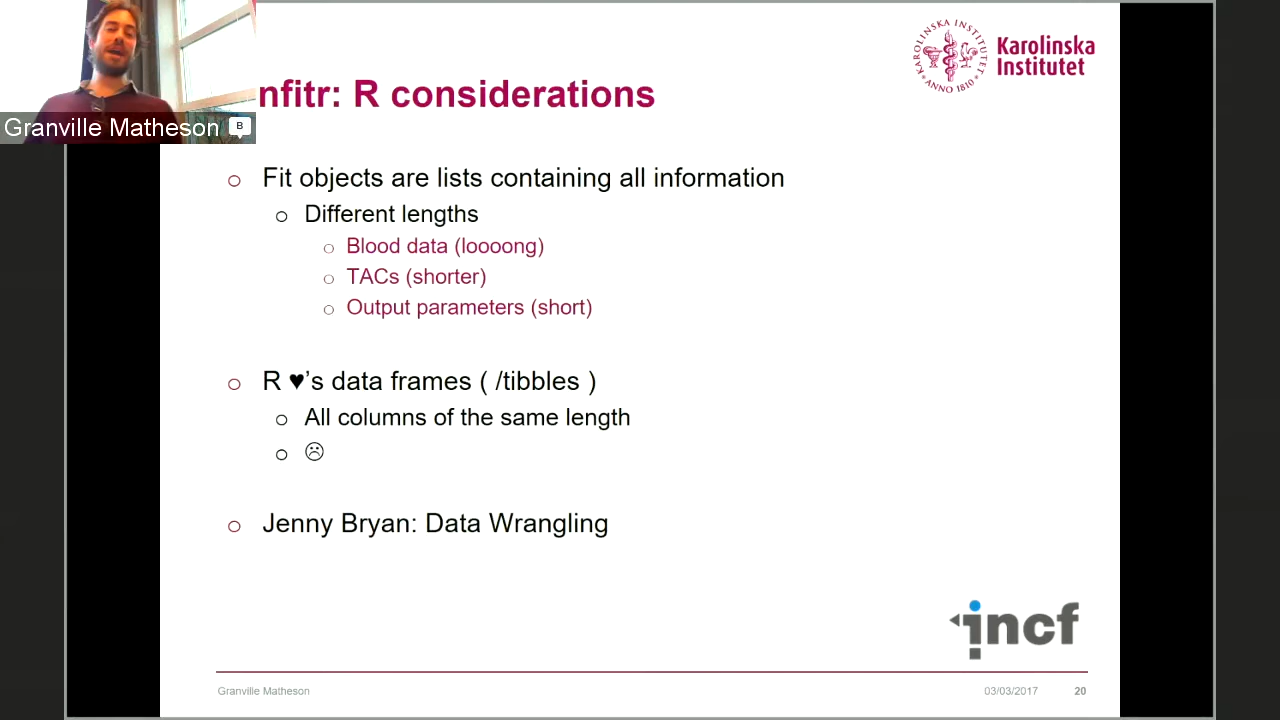 Karolinska
Institutet
KAROLINSKA INSTITUTET
ANNO 1810
nfitr: R considerations
Granville Matheson B
Fit objects are lists containing all information
Different lengths
Blood data (loooong)
TACs (shorter)
Output parameters (short)
R ♥'s data frames ( /tibbles )
All columns of the same length
☹
Jenny Bryan: Data Wrangling
incf
Granville Matheson 03/03/2017 20